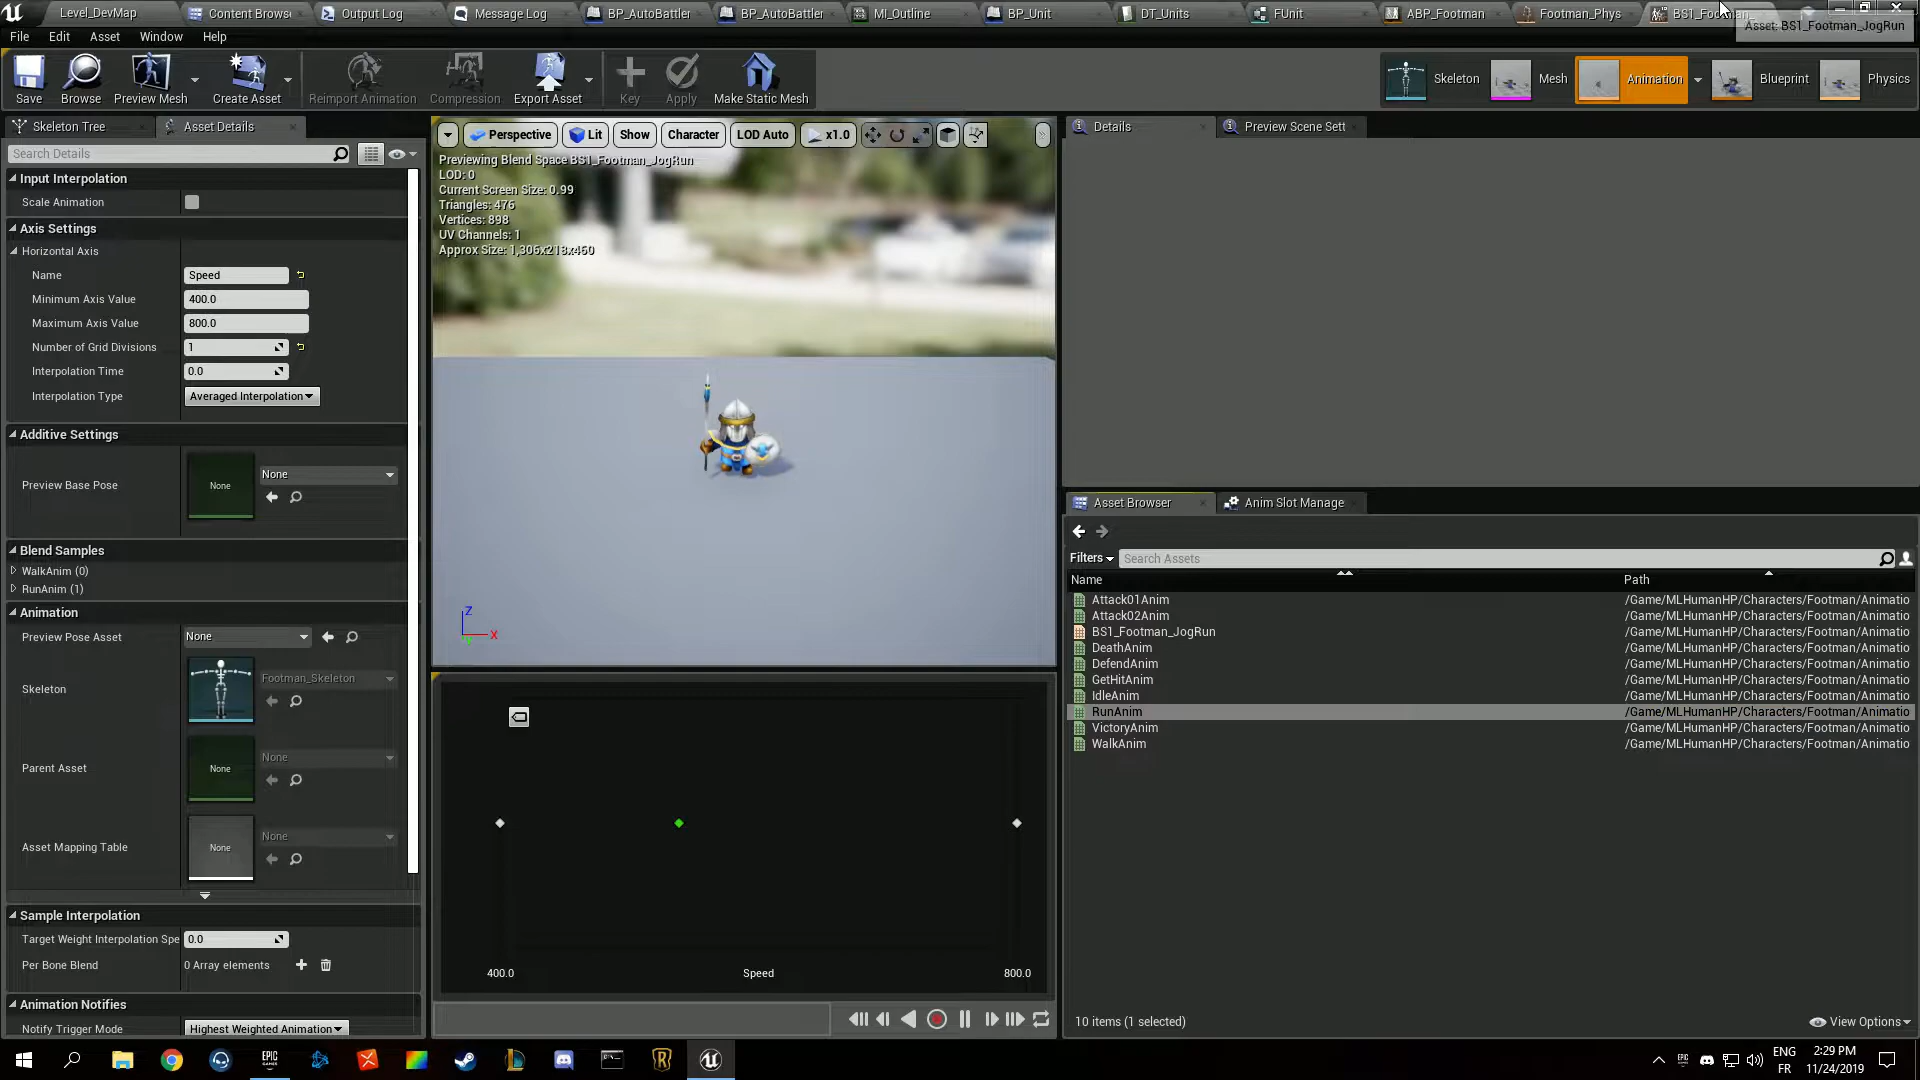 Level_DevMap
Content Brows
Output Log
Message Log
BP_AutoBattler
BP_AutoBattler
MI_Outline
BP_Unit
DT_Units
FUnit
ABP_Footman
Footman_Phys
BS1_Footman_
Asset: BS1_Footman_JogRun
File
Edit
Asset
Window
Help
Save
Browse
Preview Mesh
Create Asset
Reimport Animation
Compression
Export Asset
Key
Apply
Make Static Mesh
Skeleton
Mesh
Animation
Blueprint
Physics
Skeleton Tree
Asset Details
Search Details
Input Interpolation
Scale Animation
Axis Settings
Horizontal Axis
Name
Speed
Minimum Axis Value
400.0
Maximum Axis Value
800.0
Number of Grid Divisions
1
Interpolation Time
0.0
Interpolation Type
Averaged Interpolation
Additive Settings
Preview Base Pose
None
None
Blend Samples
WalkAnim (0)
RunAnim (1)
Animation
Preview Pose Asset
None
Skeleton
Footman_Skeleton
Parent Asset
None
None
Asset Mapping Table
None
None
Sample Interpolation
Target Weight Interpolation Spe
0.0
Per Bone Blend
0 Array elements
Animation Notifies
Notify Trigger Mode
Highest Weighted Animation
Perspective
Lit
Show
Character
LOD Auto
x1.0
Previewing Blend Space BS1_Footman_JogRun
LOD: 0
Current Screen Size: 0.99
Triangles: 476
Vertices: 898
UV Channels: 1
Approx Size: 1,306x213x460
Z
X
400.0
Speed
800.0
Details
Preview Scene Sett
Asset Browser
Anim Slot Manage
Filters
Search Assets
Name
Path
Attack01Anim
/Game/MLHumanHP/Characters/Footman/Animatio
Attack02Anim
/Game/MLHumanHP/Characters/Footman/Animatio
BS1_Footman_JogRun
/Game/MLHumanHP/Characters/Footman/Animatio
DeathAnim
/Game/MLHumanHP/Characters/Footman/Animatio
DefendAnim
/Game/MLHumanHP/Characters/Footman/Animatio
GetHitAnim
/Game/MLHumanHP/Characters/Footman/Animatio
IdleAnim
/Game/MLHumanHP/Characters/Footman/Animatio
RunAnim
/Game/MLHumanHP/Characters/Footman/Animatio
VictoryAnim
/Game/MLHumanHP/Characters/Footman/Animatio
WalkAnim
/Game/MLHumanHP/Characters/Footman/Animatio
10 items (1 selected)
View Options
EPIC
GAMES
ENG
FR
2:29 PM
11/24/2019